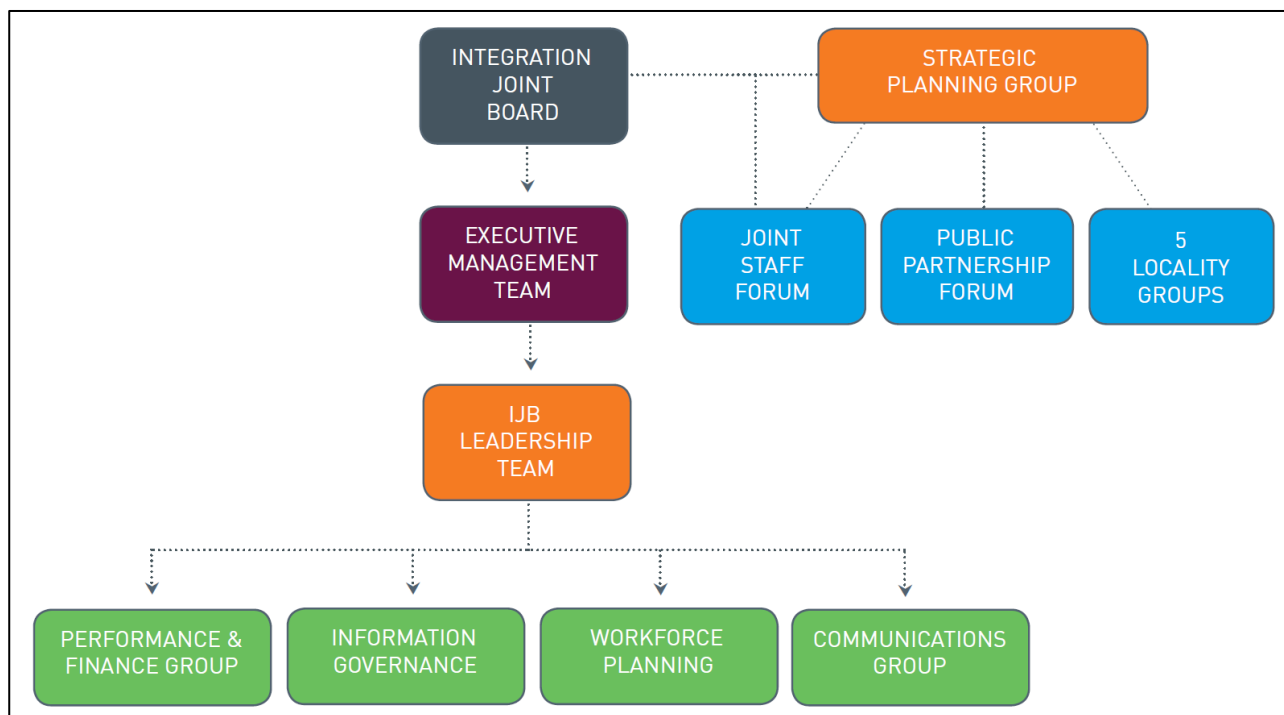 INTEGRATION
JOINT
BOARD
STRATEGIC
PLANNING GROUP
EXECUTIVE
MANAGEMENT
TEAM
JOINT
STAFF
FORUM
PUBLIC
PARTNERSHIP
FORUM
5
LOCALITY
GROUPS
IJB
LEADERSHIP
TEAM
PERFORMANCE &
FINANCE GROUP
INFORMATION
GOVERNANCE
WORKFORCE
PLANNING
COMMUNICATIONS
GROUP